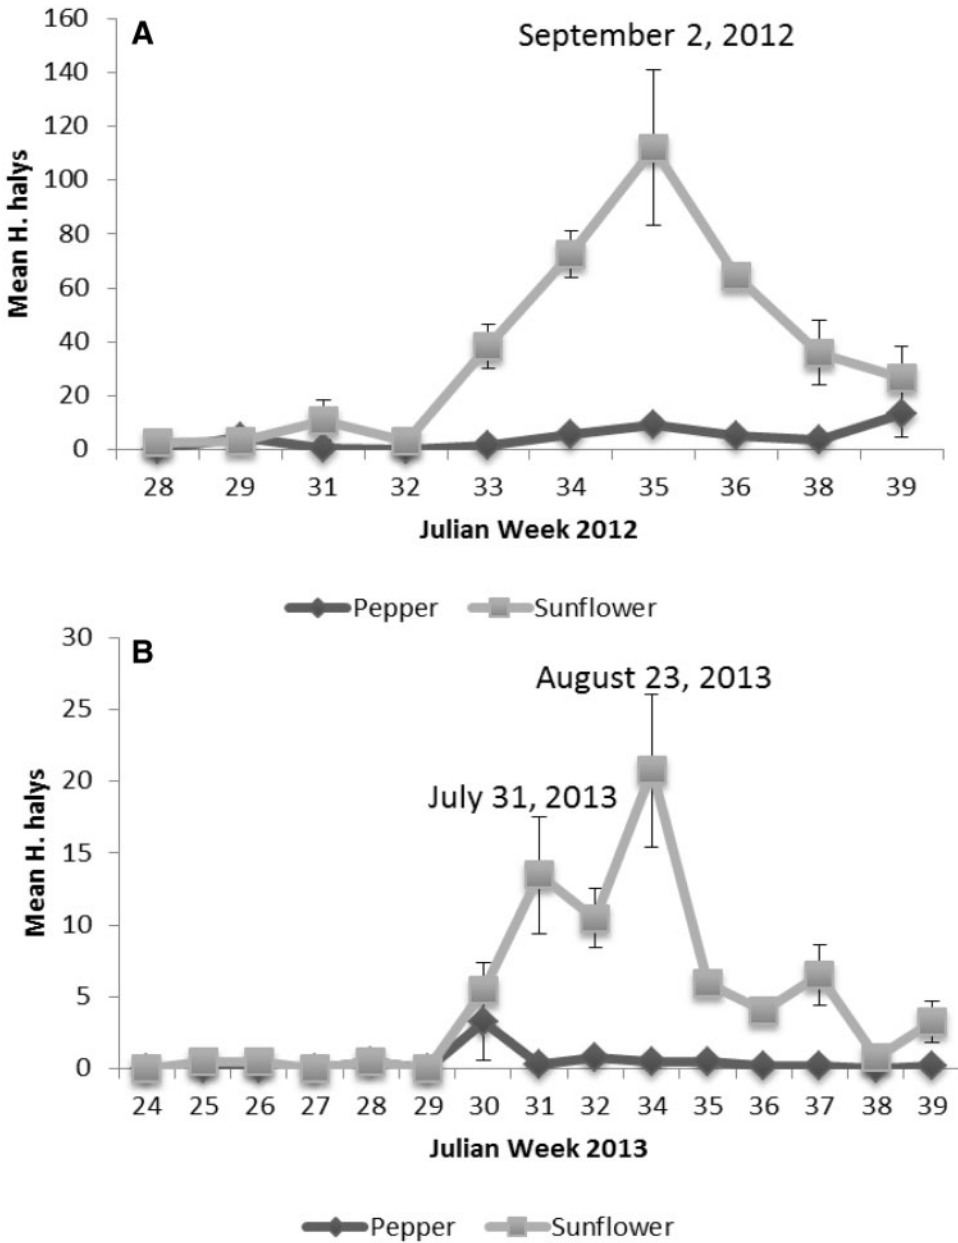 A
September 2, 2012
160
140
120
100
80
60
40
20
0
Mean H. halys
28 29 31 32 33 34 35 36 38 39
Julian Week 2012
Pepper Sunflower
B
August 23, 2013
July 31, 2013
30
25
20
15
10
5
0
Mean H. halys
24 25 26 27 28 29 30 31 32 34 35 36 37 38 39
Julian Week 2013
Pepper Sunflower